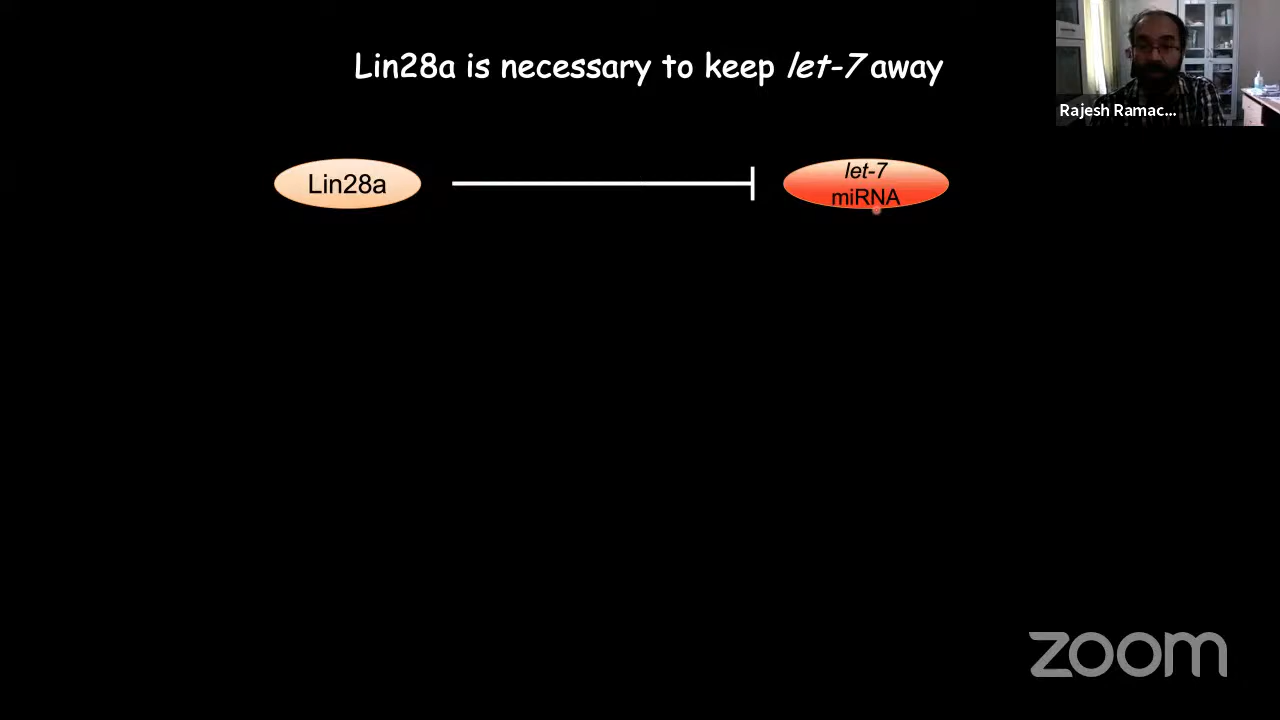 Lin28a is necessary to keep let-7 away
Rajesh Ramac...
Lin28a
let-7
miRNA
zoom